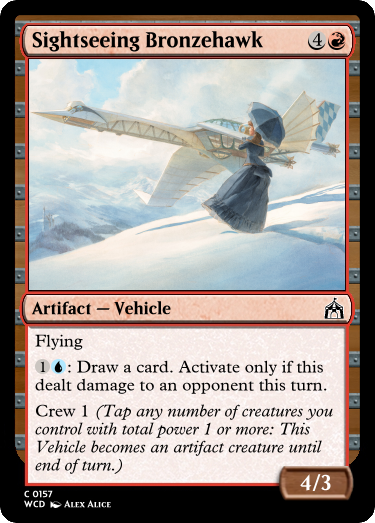 Sightseeing Bronzehawk 4
Artifact — Vehicle
Flying
1 : Draw a card. Activate only if this
dealt damage to an opponent this turn.
Crew 1 (Tap any number of creatures you
control with total power 1 or more: This
Vehicle becomes an artifact creature until
end of turn.)
4/3
C 0157
WCD Alex Alice